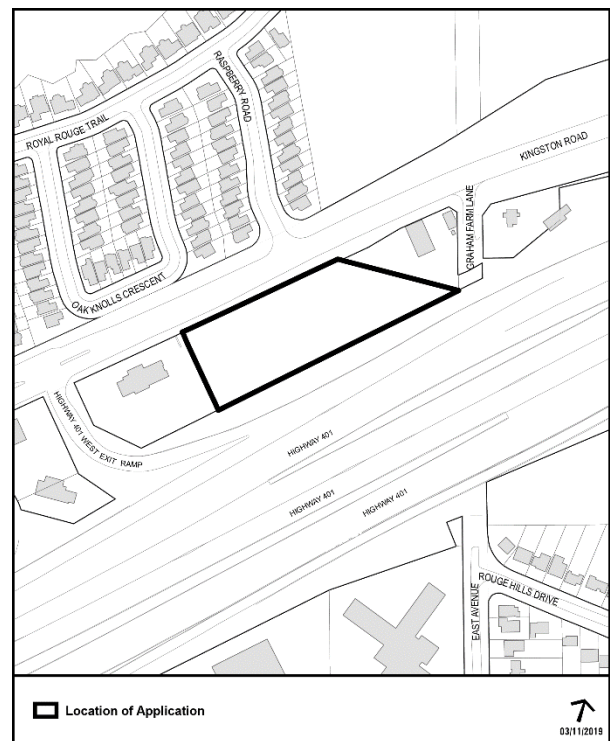 RASPBERRY ROAD
ROYAL ROUGE TRAIL
KINGSTON ROAD
GRAHAM FARM LANE
OAK KNOLLS CRESCENT
HIGHWAY 401 WEST EXIT RAMP
HIGHWAY 401
HIGHWAY 401
HIGHWAY 401
ROUGE HILLS DRIVE
EAST AVENUE
Location of Application
03/11/2019